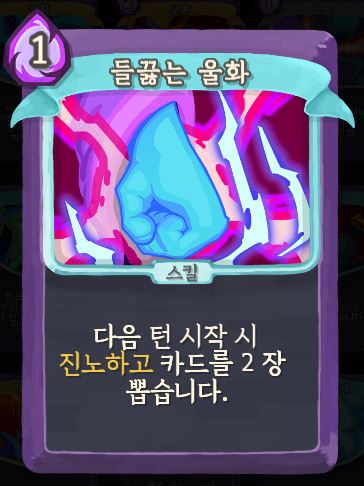 1
들끓는 울화
스킬
다음 턴 시작 시
진노하고 카드를 2 장
뽑습니다.